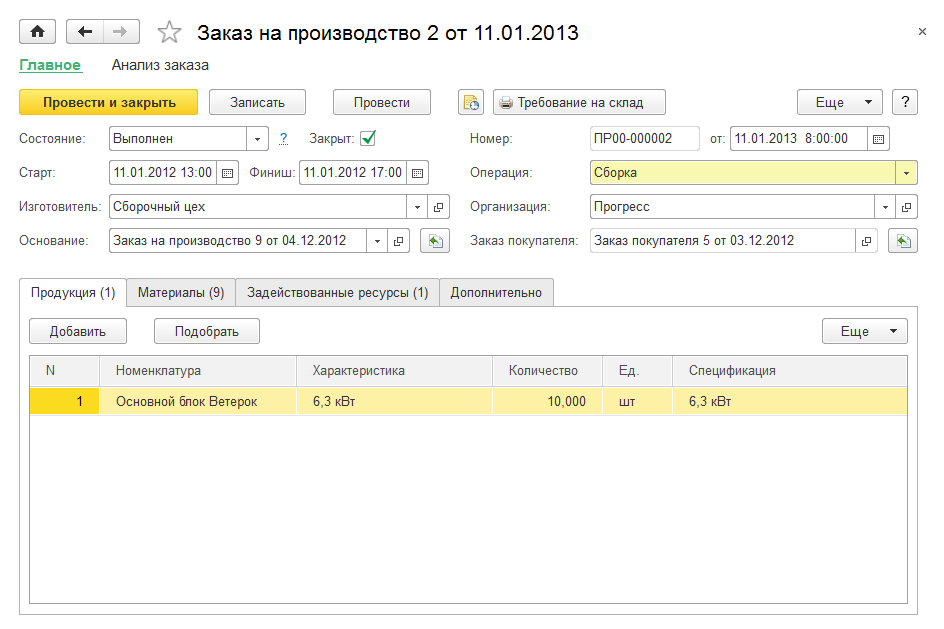 Заказ на производство 2 от 11.01.2013
Главное Анализ заказа
Провести и закрыть Записать Провести Требование на склад Еще ?
Состояние: Выполнен ? Закрыт: Номер: ПР00-000002 от: 11.01.2013 8:00:00
Старт: 11.01.2012 13:00 Финиш: 11.01.2012 17:00 Операция: Сборка
Изготовитель: Сборочный цех Организация: Прогресс
Основание: Заказ на производство 9 от 04.12.2012 Заказ покупателя: Заказ покупателя 5 от 03.12.2012
Продукция (1) Материалы (9) Задействованные ресурсы (1) Дополнительно
Добавить Подобрать Еще
N Номенклатура Характеристика Количество Ед. Спецификация
1 Основной блок Ветерок 6,3 кВт 10,000 шт 6,3 кВт